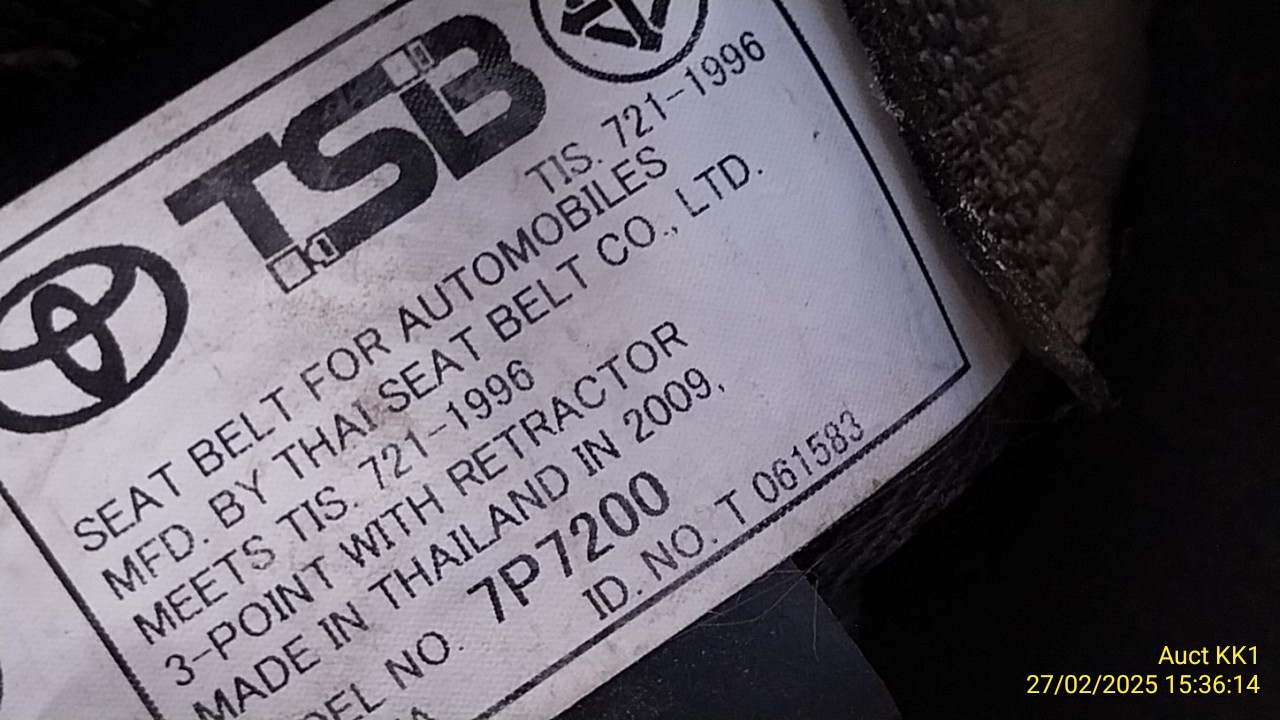 TSB
TIS. 721-1996
SEAT BELT FOR AUTOMOBILES
MFD. BY THAI SEAT BELT CO., LTD.
MEETS TIS. 721-1996
3-POINT WITH RETRACTOR
MADE IN THAILAND IN 2009.
NO. 7P7200
ID. NO. T 061583
Auct KK1
27/02/2025 15:36:14